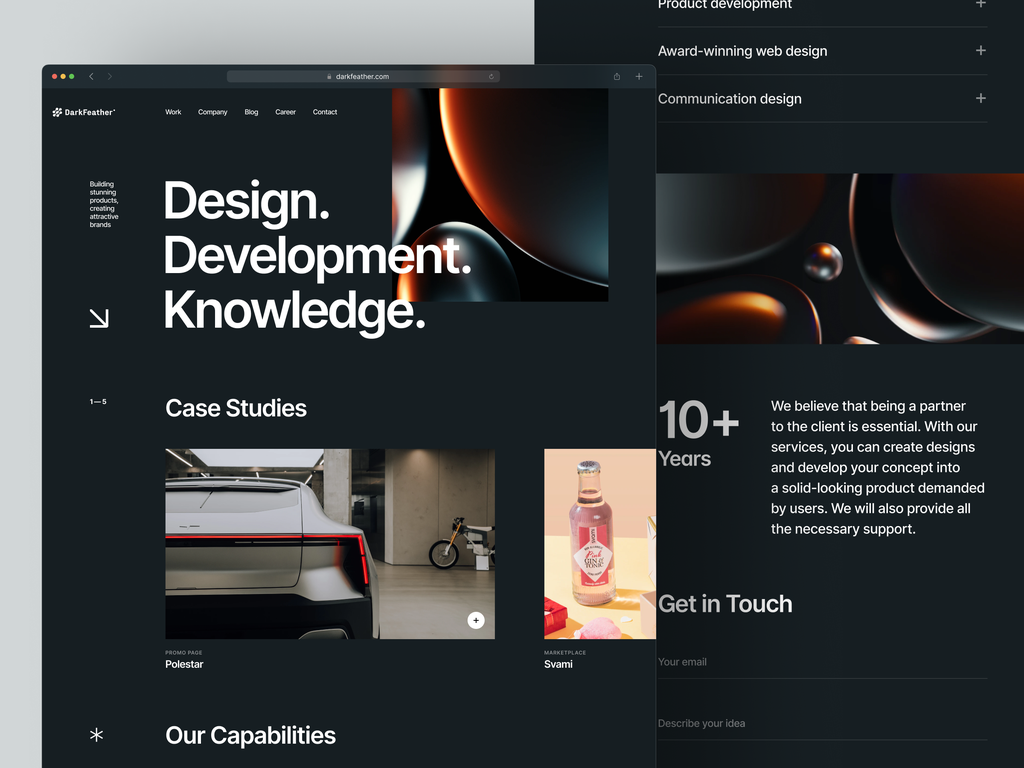 darkfeather.com
DarkFeather
Work
Company
Blog
Career
Contact
Building
stunning
products,
creating
attractive
brands
Design.
Development.
Knowledge.
1—5
Case Studies
PROMO PAGE
Polestar
Pink
GIN &
TONIC
MARKETPLACE
Svami
Our Capabilities
Product development
Award-winning web design
Communication design
10+
Years
We believe that being a partner
to the client is essential. With our
services, you can create designs
and develop your concept into
a solid-looking product demanded
by users. We will also provide all
the necessary support.
Get in Touch
Your email
Describe your idea